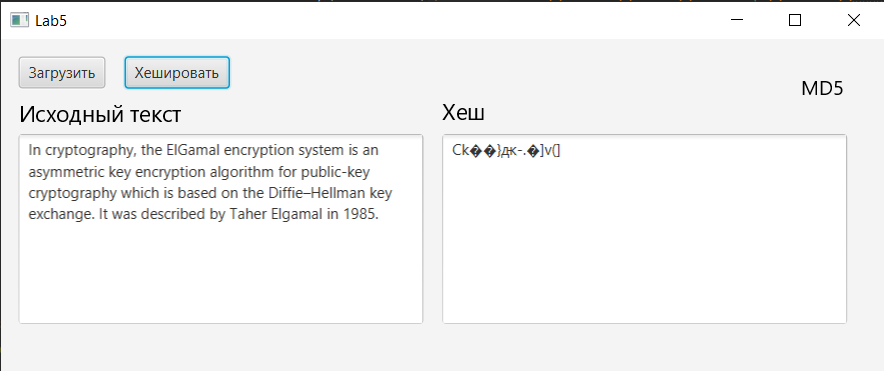 Lab5
Загрузить Хешировать
MD5
Исходный текст Хеш
In cryptography, the ElGamal encryption system is an
asymmetric key encryption algorithm for public-key
cryptography which is based on the Diffie–Hellman key
exchange. It was described by Taher Elgamal in 1985.
Ck��}ԫ-.�]v(]